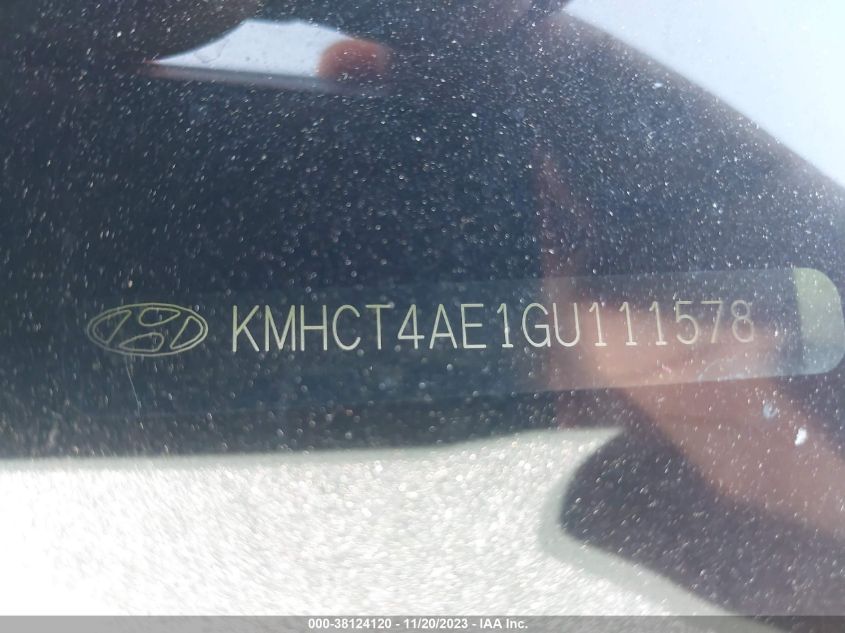 KMHCT4AE1GU111578
000-38124120 - 11/20/2023 - IAA Inc.